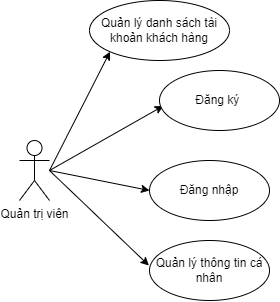 Quản lý danh sách tài
khoản khách hàng
Đăng ký
Đăng nhập
Quản trị viên
Quản lý thông tin cá
nhân